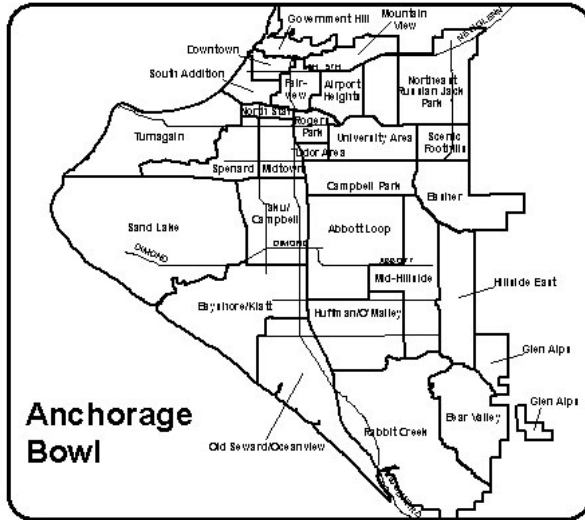 Government Hill
Mountain
View
Downtown
South Addition
Fair-
view
Airport
Heights
Northeast
Russian Jack
Park
North Star
Rogers
Park
University Area
Scenic
Foothills
Turnagain
Tudor Area
Spenard
Midtown
Campbell Park
Basher
Taku/
Campbell
Sand Lake
Abbott Loop
DIMOND
DIMOND
ABBOTT
Mid-Hillside
Hillside East
Bayshore/Klatt
Huffman/O'Malley
Glen Alps
Glen Alps
Anchorage
Bowl
Bear Valley
Rabbit Creek
Old Seward/Oceanview